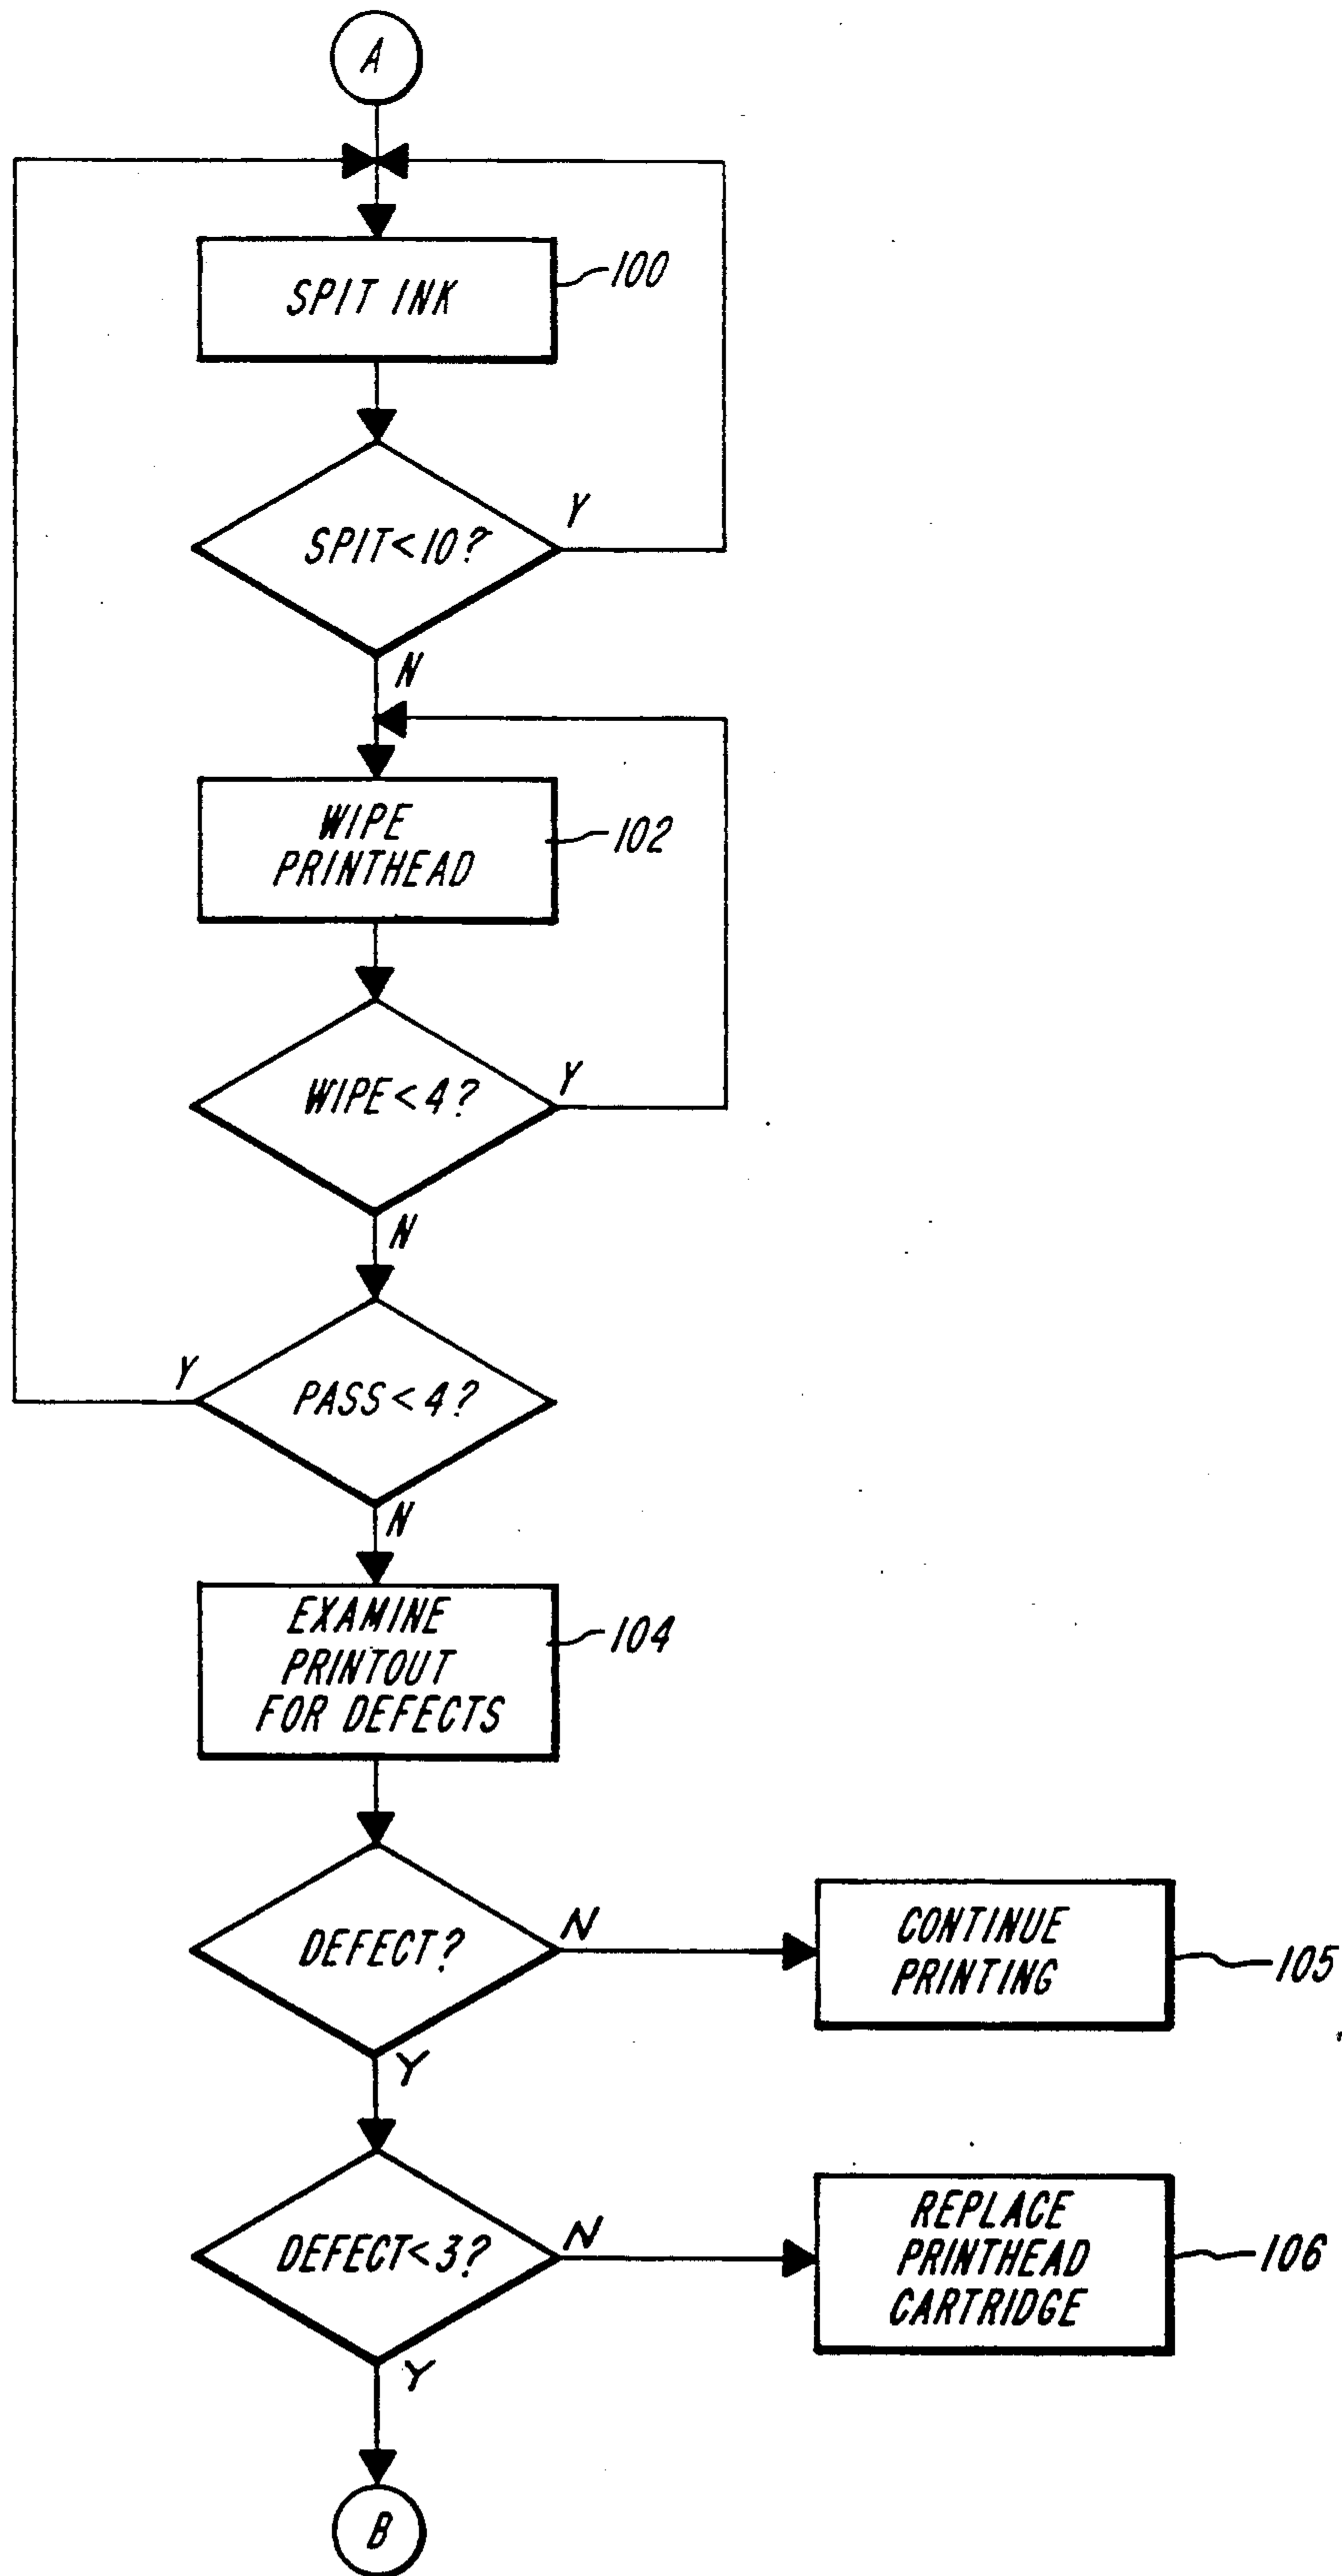 A
SPIT INK
100
SPIT<10?
Y
N
WIPE
PRINTHEAD
102
WIPE<4?
Y
N
PASS<4?
Y
N
EXAMINE
PRINTOUT
FOR DEFECTS
104
DEFECT?
N
CONTINUE
PRINTING
105
Y
DEFECT<3?
N
REPLACE
PRINTHEAD
CARTRIDGE
106
Y
B